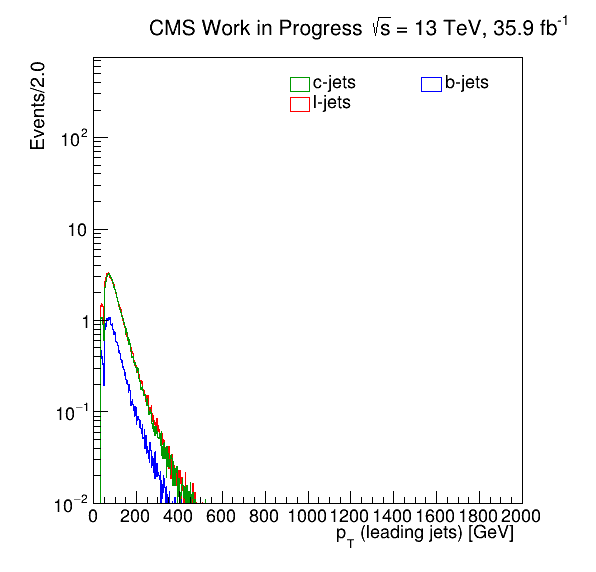 CMS Work in Progress √s = 13 TeV, 35.9 fb⁻¹
Events/2.0
c-jets
b-jets
l-jets
10²
10
1
10⁻¹
10⁻²
0 200 400 600 800 1000 1200 1400 1600 1800 2000
p_T (leading jets) [GeV]